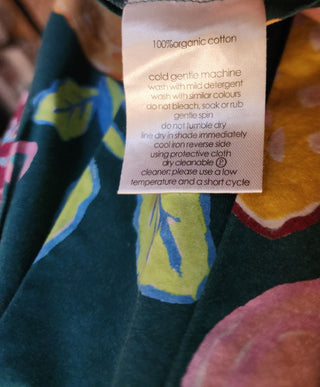 100%organic cotton
cold gentle machine
wash with mild detergent
wash with similar colours
do not bleach, soak or rub
gentle spin
do not tumble dry
line dry in shade immediately
cool iron reverse side
using protective cloth
dry cleanable Ⓟ
cleaner; please use a low
temperature and a short cycle